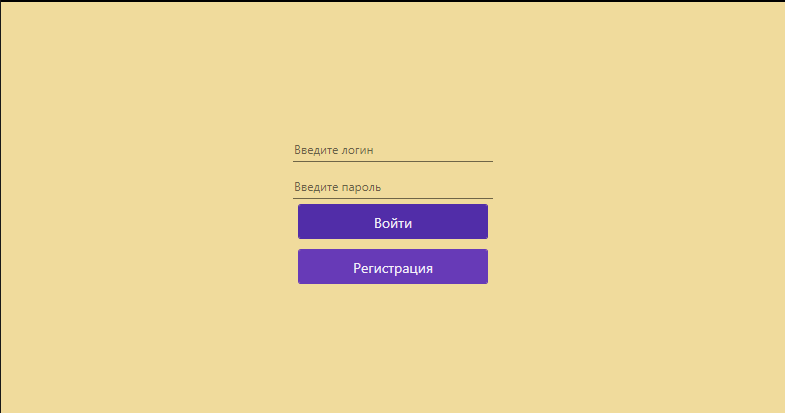 Введите логин
Введите пароль
Войти
Регистрация